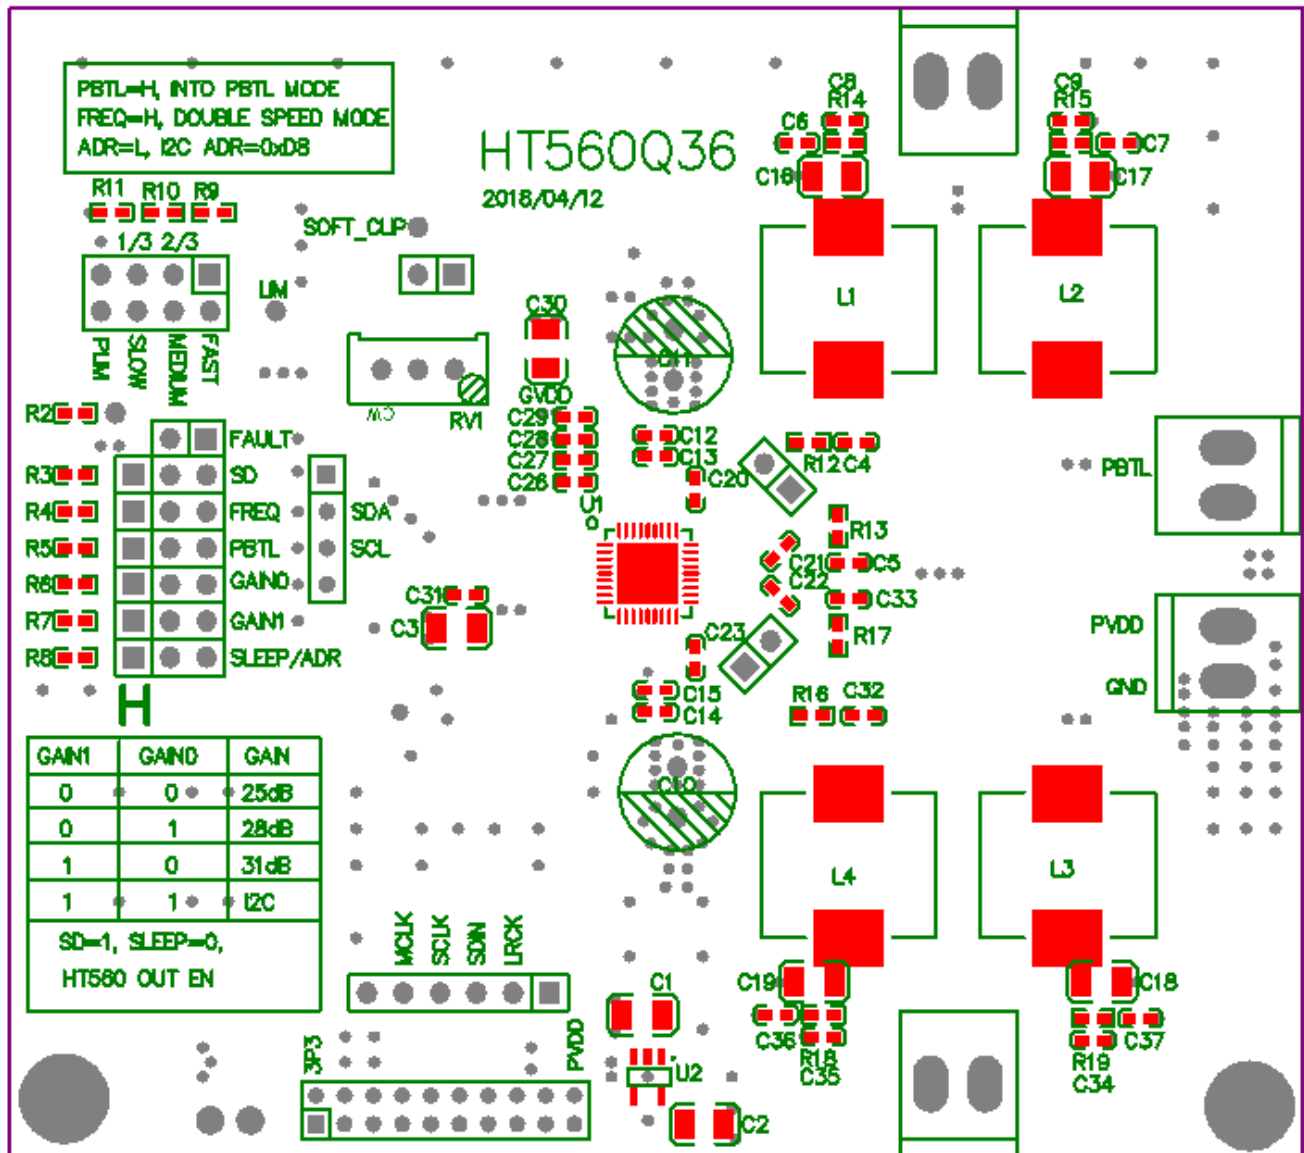 PBTL=H, INTO PBTL MODE
FREQ=H, DOUBLE SPEED MODE
ADR=L, I2C ADR=0xD8
HT560Q36
2018/04/12
C8
R14
C6
C16
C9
R15
C7
C17
R11 R10 R9
1/3 2/3
SOFT_CLIP
LIM
PLIM
SLOW
MEDIUM
FAST
C30
GVDD
CW
RV1
C11
L1
L2
R2
FAULT
R3
SD
R4
FREQ
R5
PBTL
R6
GAIN0
R7
GAIN1
R8
SLEEP/ADR
H
SDA
SCL
C29
C28
C27
C26
C12
C13
C20
R12 C4
R13
C21
C22
C5
C33
R17
C31
C3
C23
C15
C14
R16 C32
PBTL
PVDD
GND
C10
GAIN1 GAIN0 GAIN
0 0 25dB
0 1 28dB
1 0 31dB
1 1 I2C
SD=1, SLEEP=0,
HT560 OUT EN
MCLK
SCLK
SDIN
LRCK
3P3
PVDD
C1
U2
C2
L4
L3
C19
C36
R18
C35
C18
C37
R19
C34